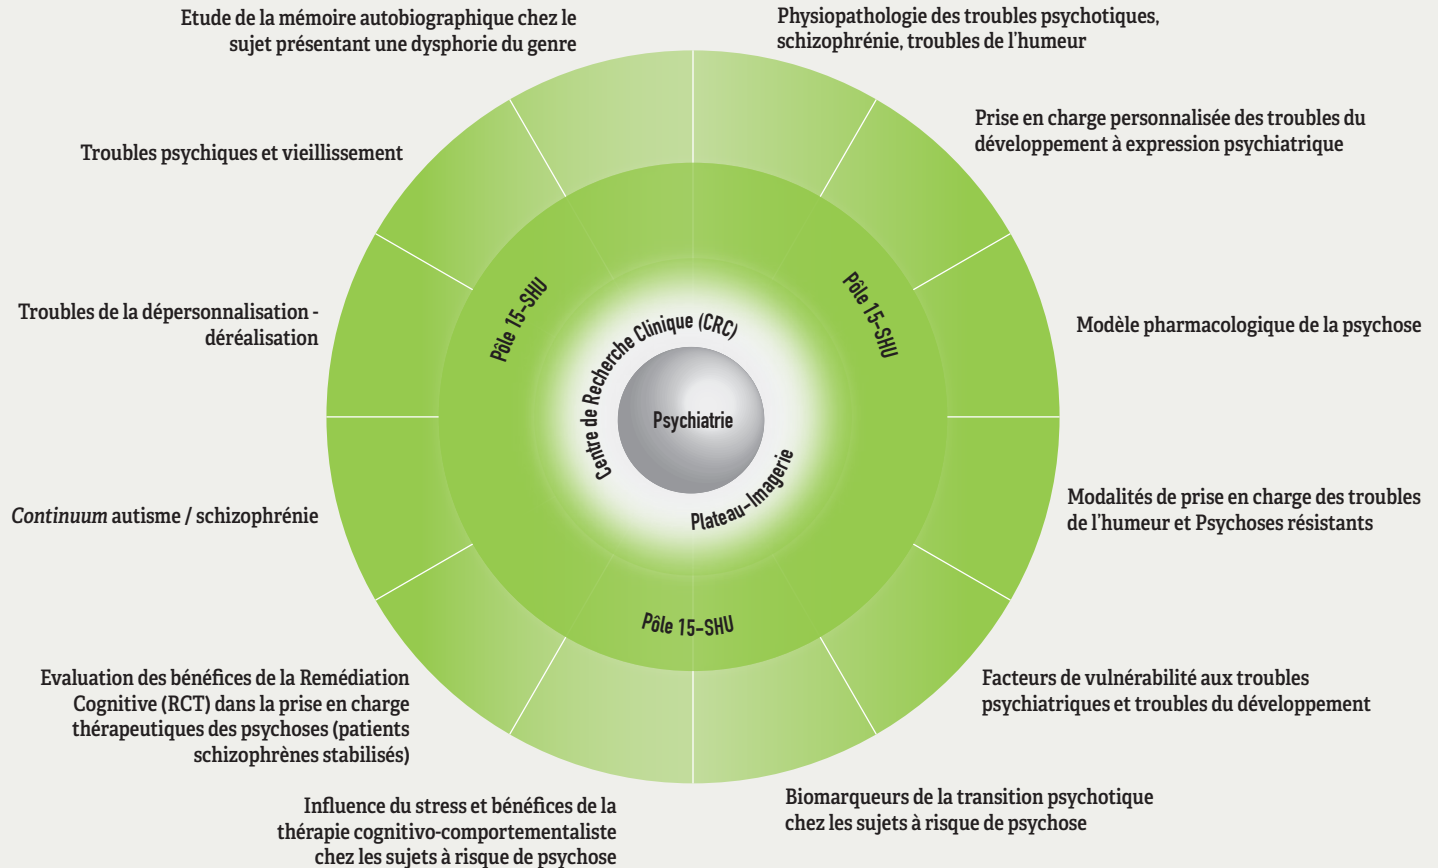 Etude de la mémoire autobiographique chez le
sujet présentant une dysphorie du genre
Physiopathologie des troubles psychotiques,
schizophrénie, troubles de l'humeur
Prise en charge personnalisée des troubles du
développement à expression psychiatrique
Troubles psychiques et vieillissement
Pôle 15-SHU
Pôle 15-SHU
Troubles de la dépersonnalisation -
déréalisation
Modèle pharmacologique de la psychose
Centre de Recherche Clinique (CRC)
Psychiatrie
Plateau-Imagerie
Continuum autisme / schizophrénie
Modalités de prise en charge des troubles
de l'humeur et Psychoses résistants
Pôle 15-SHU
Evaluation des bénéfices de la Remédiation
Cognitive (RCT) dans la prise en charge
thérapeutiques des psychoses (patients
schizophrènes stabilisés)
Facteurs de vulnérabilité aux troubles
psychiatriques et troubles du développement
Influence du stress et bénéfices de la
thérapie cognitivo-comportementaliste
chez les sujets à risque de psychose
Biomarqueurs de la transition psychotique
chez les sujets à risque de psychose